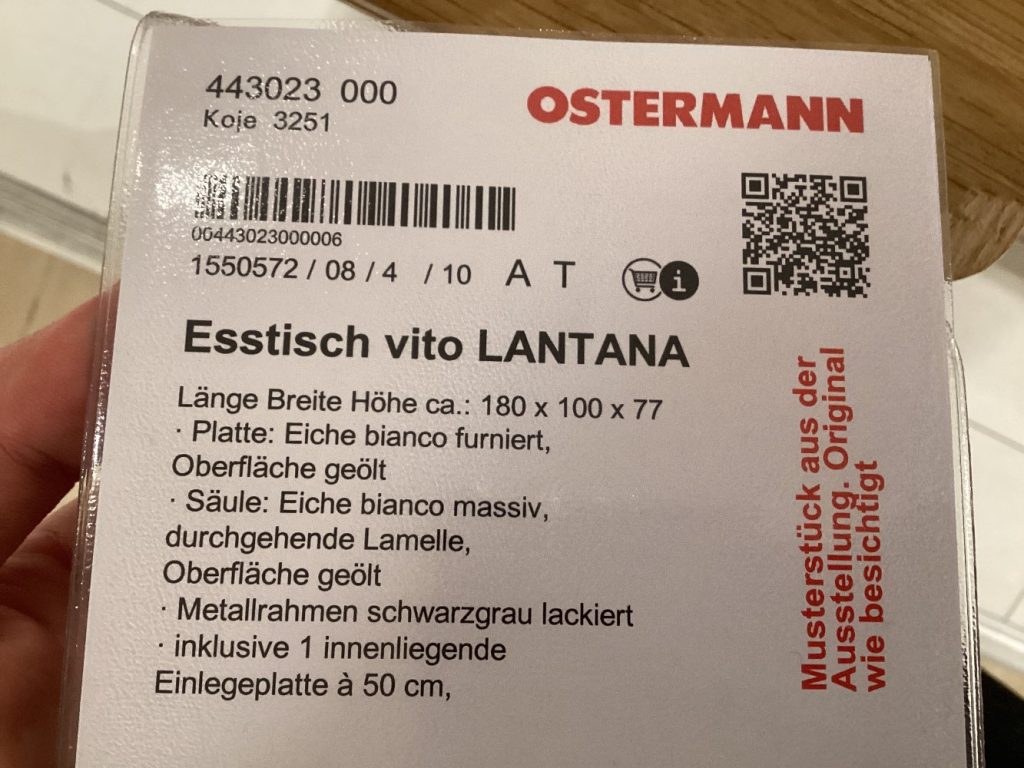 443023 000
Koje 3251
OSTERMANN
00443023000006
1550572 / 08 / 4 / 10 A T
i
Esstisch vito LANTANA
Länge Breite Höhe ca.: 180 x 100 x 77
· Platte: Eiche bianco furniert,
Oberfläche geölt
· Säule: Eiche bianco massiv,
durchgehende Lamelle,
Oberfläche geölt
· Metallrahmen schwarzgrau lackiert
· inklusive 1 innenliegende
Einlegeplatte à 50 cm,
Musterstück aus der
Ausstellung. Original
wie besichtigt